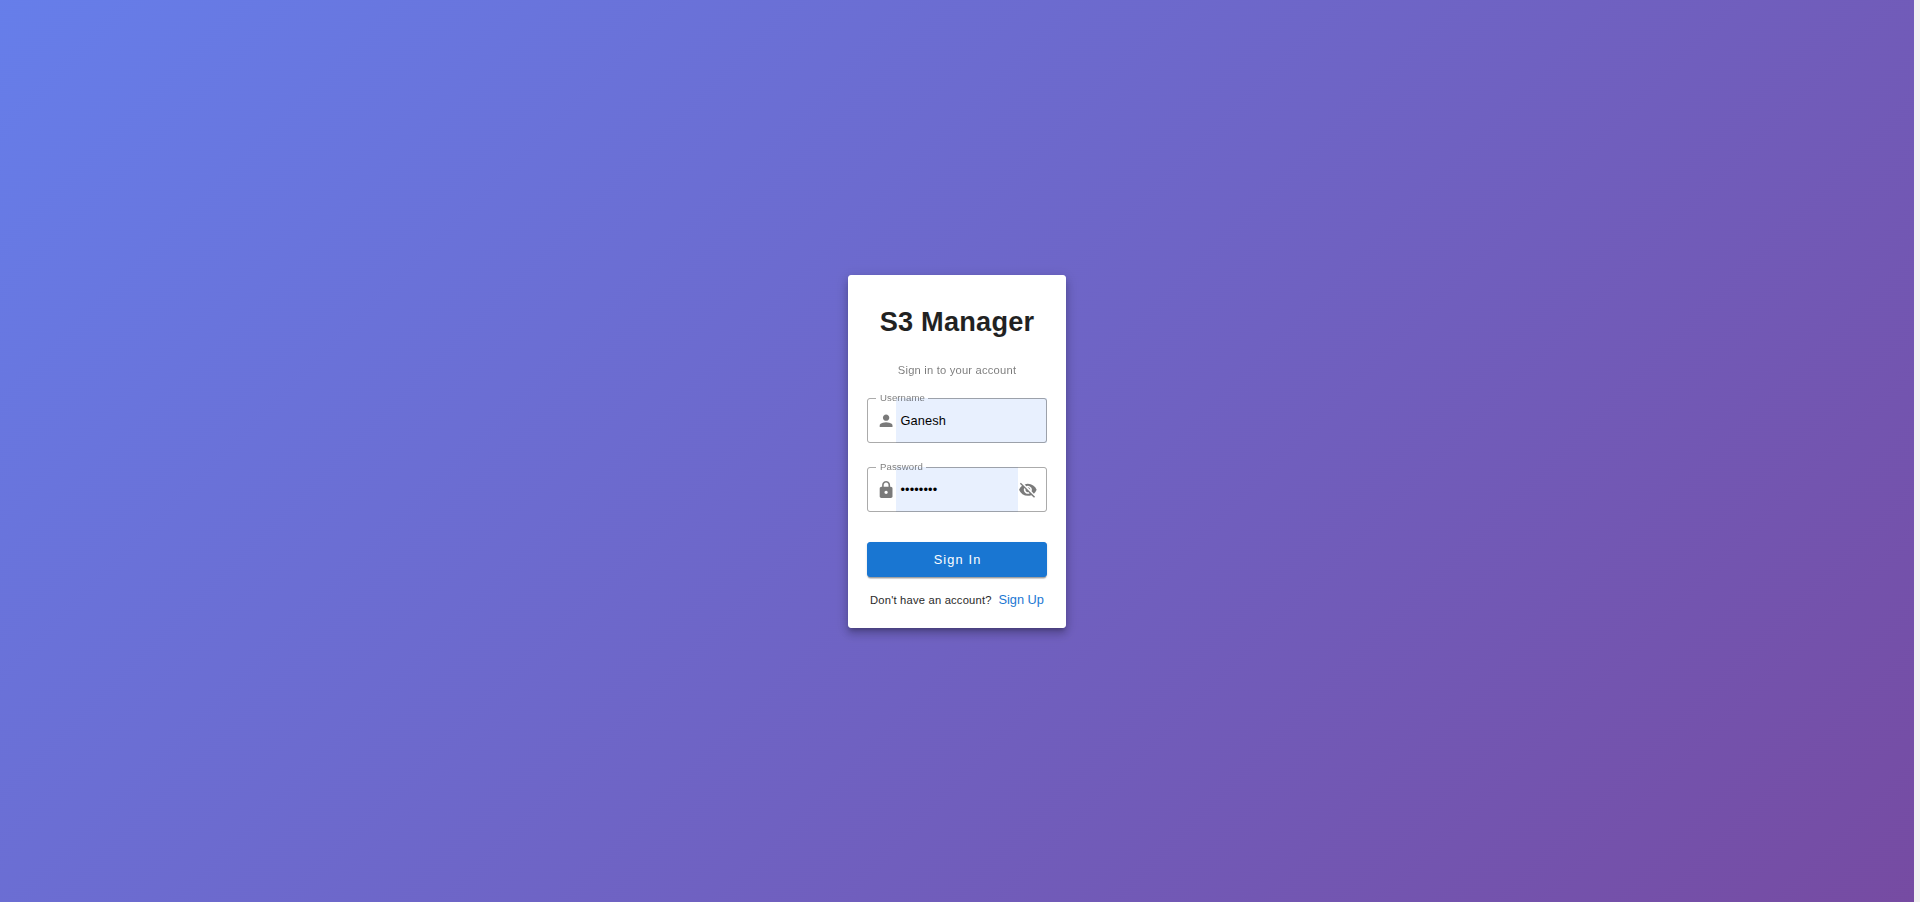 S3 Manager
Sign in to your account
Username
Ganesh
Password
••••••••
Sign In
Don't have an account? Sign Up